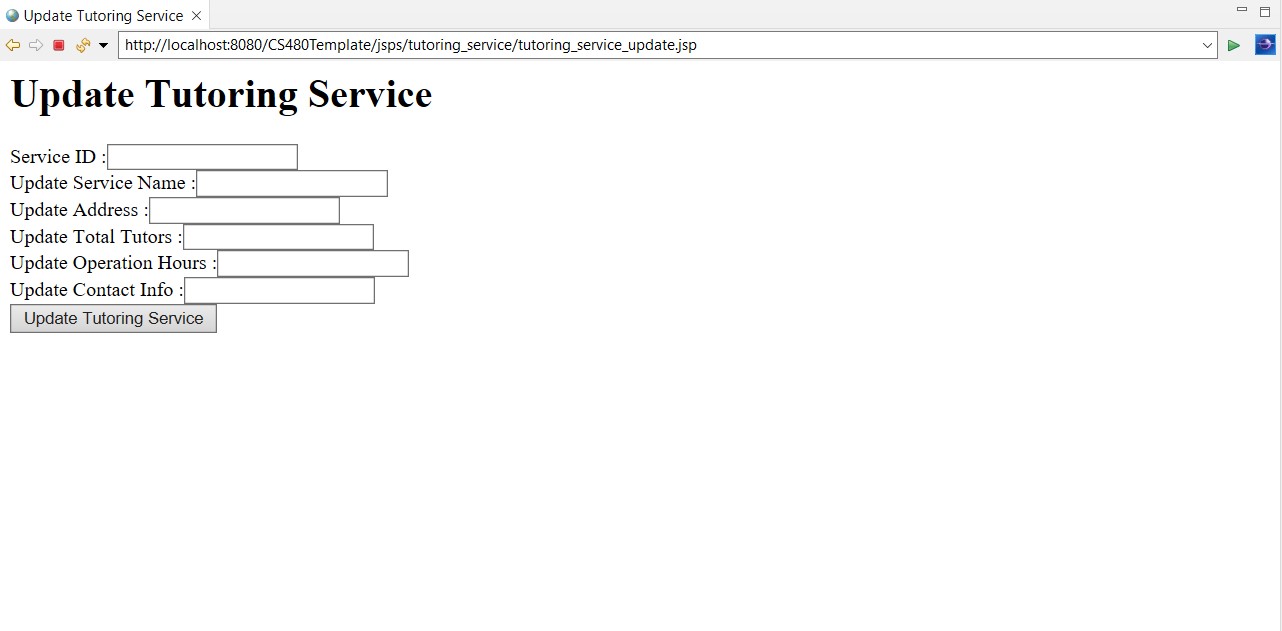 Update Tutoring Service
http://localhost:8080/CS480Template/jsps/tutoring_service/tutoring_service_update.jsp
Update Tutoring Service
Service ID :
Update Service Name :
Update Address :
Update Total Tutors :
Update Operation Hours :
Update Contact Info :
Update Tutoring Service